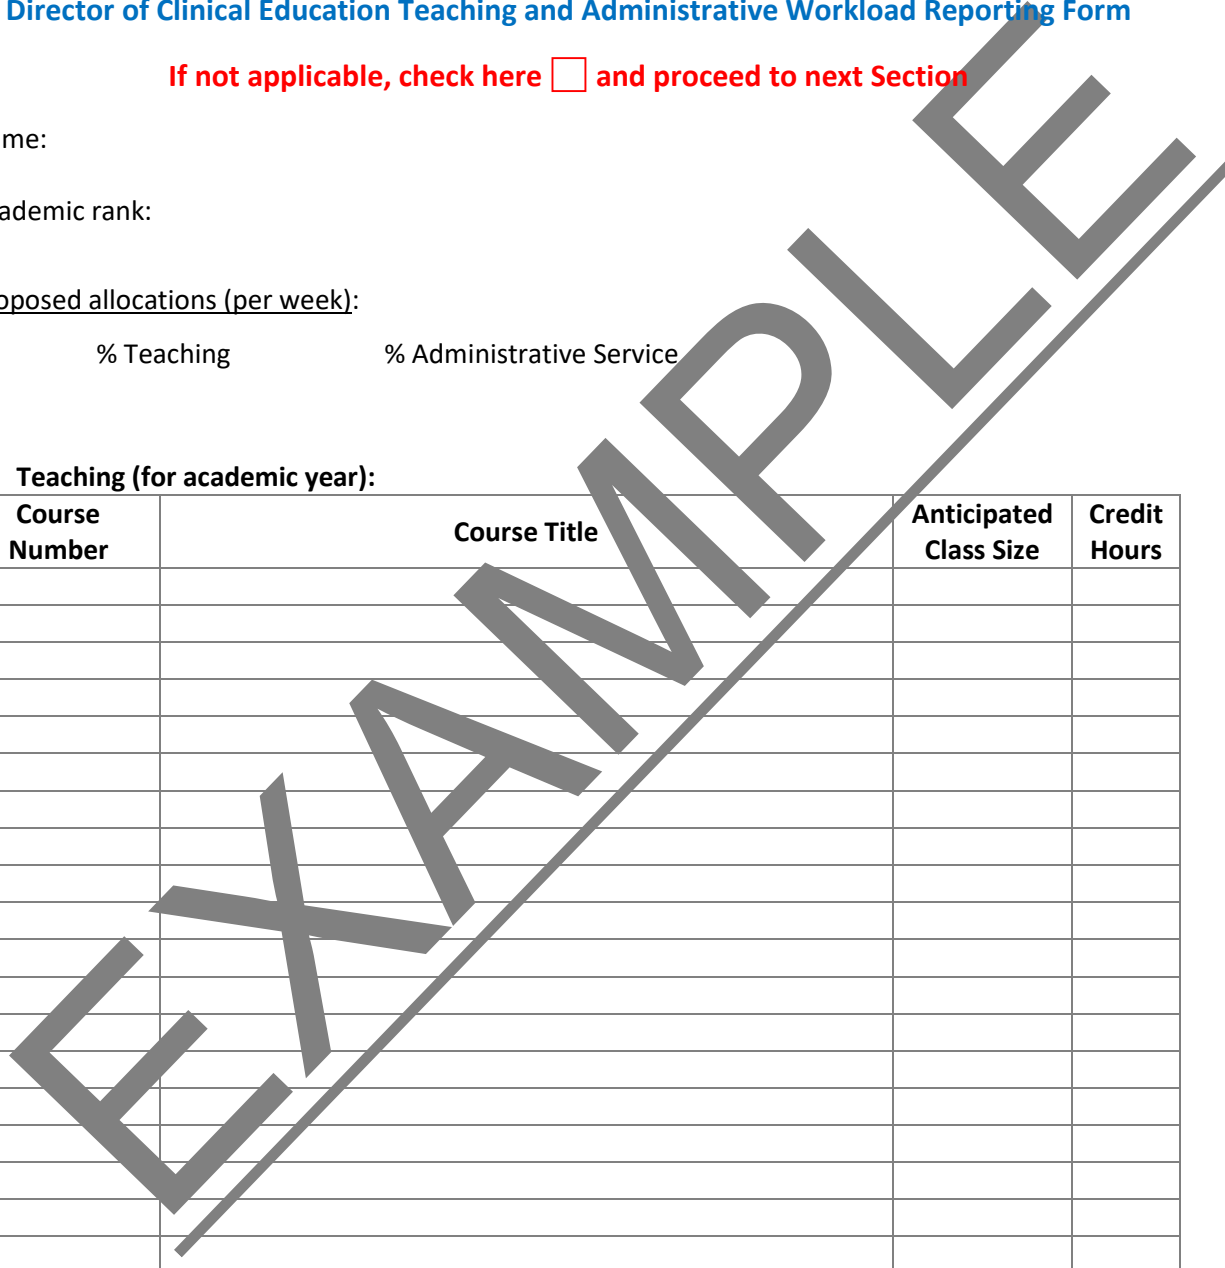 Director of Clinical Education Teaching and Administrative Workload Reporting Form
If not applicable, check here ☐ and proceed to next Section
me:
ademic rank:
oposed allocations (per week):
% Teaching % Administrative Service
Teaching (for academic year):
Course Number Course Title Anticipated Class Size Credit Hours
EXAMPLE